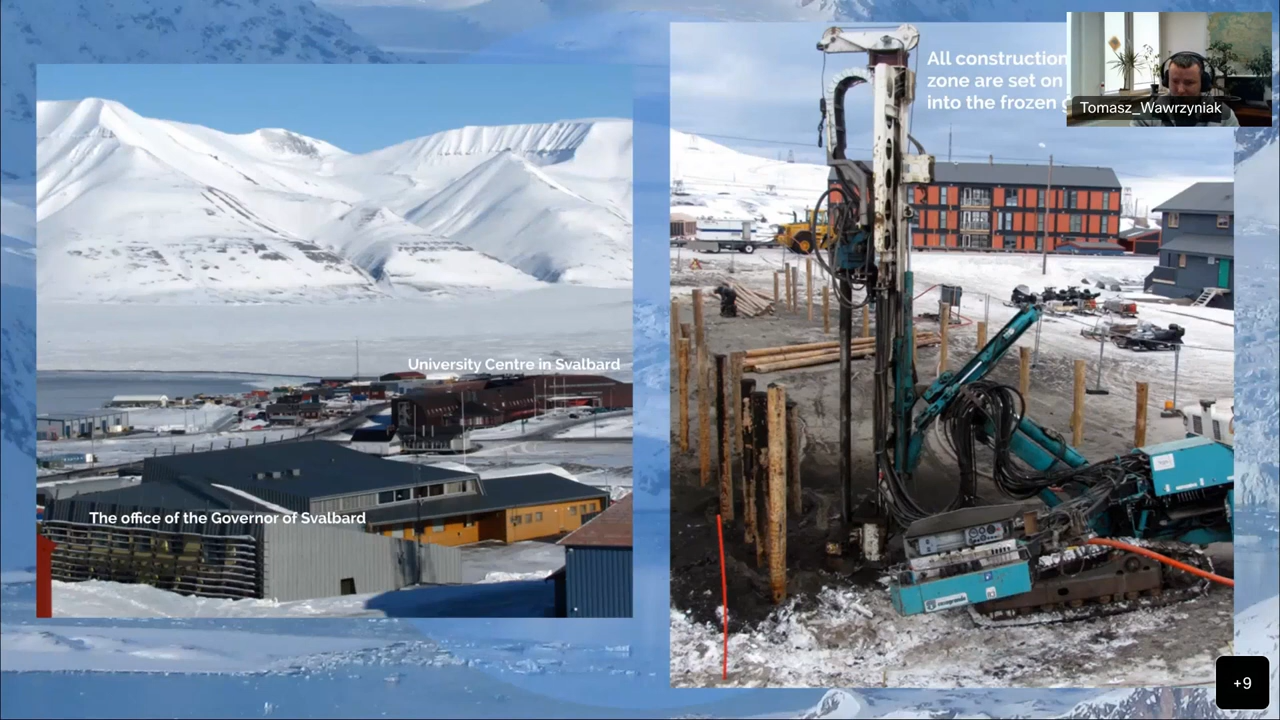 All construction
zone are set on
into the frozen
Tomasz_Wawrzyniak
University Centre in Svalbard
The office of the Governor of Svalbard
+9